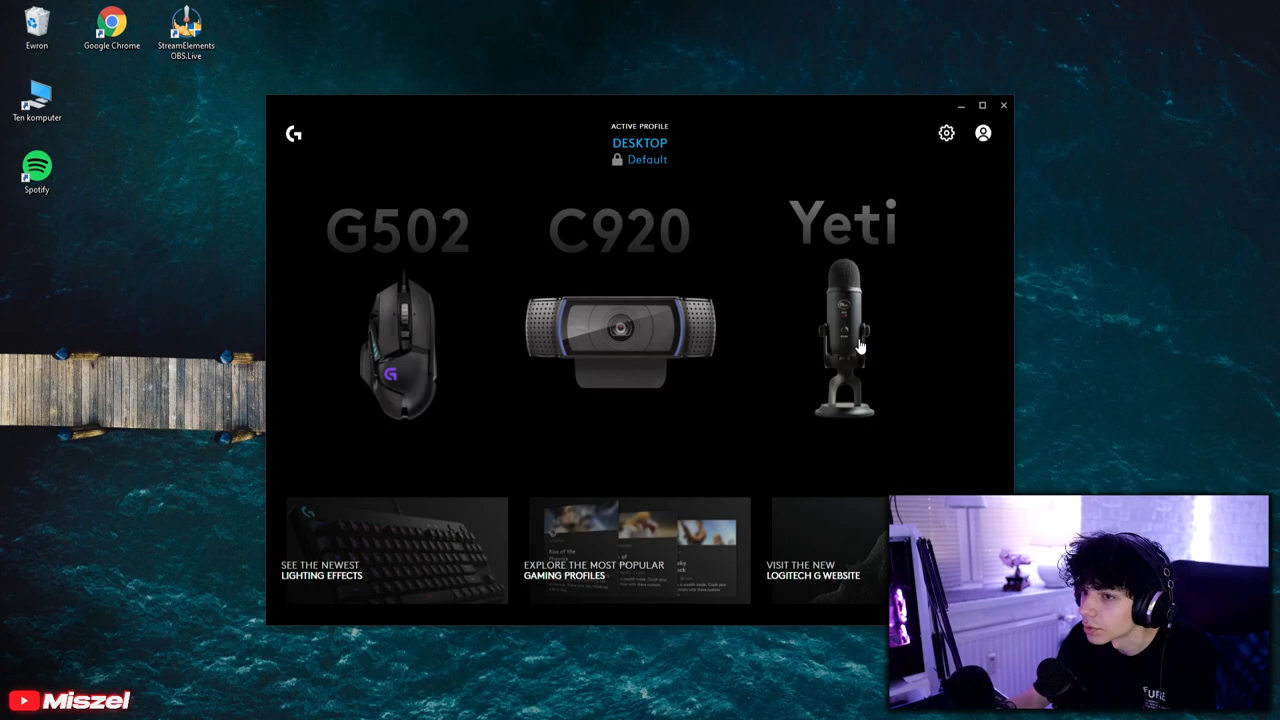 Ewron
Google Chrome
StreamElements
OBS.Live
Ten komputer
Spotify
ACTIVE PROFILE
DESKTOP
Default
G502
C920
Yeti
SEE THE NEWEST
LIGHTING EFFECTS
EXPLORE THE MOST POPULAR
GAMING PROFILES
VISIT THE NEW
LOGITECH G WEBSITE
Miszel